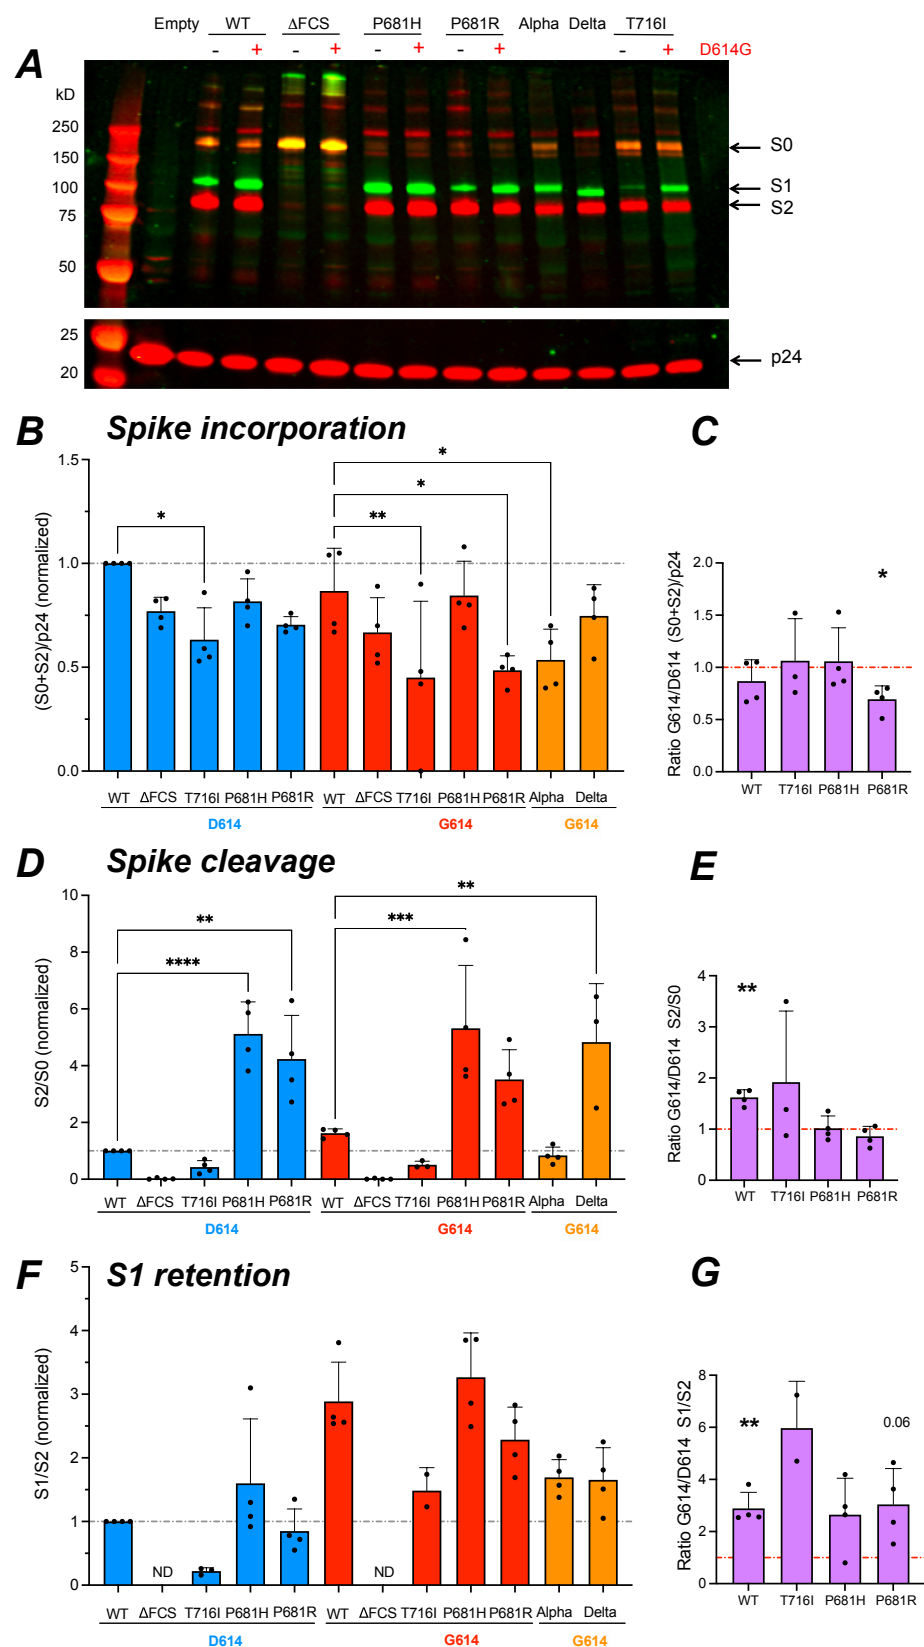 Empty WT ΔFCS P681H P681R Alpha Delta T716I
- + - + - + - + - + D614G
A
kD
250
150
100
75
50
S0
S1
S2
25
20
p24
B Spike incorporation
(S0+S2)/p24 (normalized)
1.5
1.0
0.5
0.0
* ** * *
WT ΔFCS T716I P681H P681R WT ΔFCS T716I P681H P681R Alpha Delta
D614 G614 G614
C
Ratio G614/D614 (S0+S2)/p24
2.0
1.5
1.0
0.5
0.0
*
WT T716I P681H P681R
D Spike cleavage
S2/S0 (normalized)
10
8
6
4
2
0
**** ** *** **
WT ΔFCS T716I P681H P681R WT ΔFCS T716I P681H P681R Alpha Delta
D614 G614 G614
E
Ratio G614/D614 S2/S0
4
3
2
1
0
**
WT T716I P681H P681R
F S1 retention
S1/S2 (normalized)
5
4
3
2
1
0
ND ND
WT ΔFCS T716I P681H P681R WT ΔFCS T716I P681H P681R Alpha Delta
D614 G614 G614
G
Ratio G614/D614 S1/S2
8
6
4
2
0
** 0.06
WT T716I P681H P681R